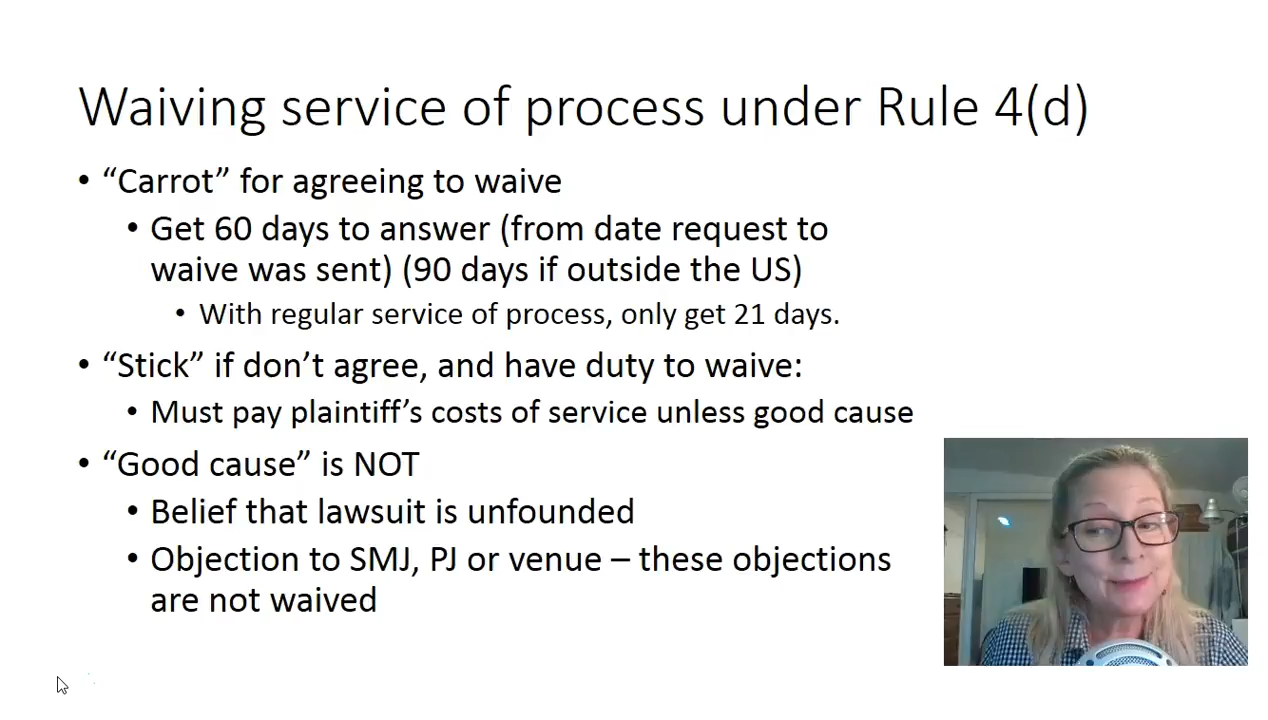 Waiving service of process under Rule 4(d)
• “Carrot” for agreeing to waive
• Get 60 days to answer (from date request to
waive was sent) (90 days if outside the US)
• With regular service of process, only get 21 days.
• “Stick” if don’t agree, and have duty to waive:
• Must pay plaintiff’s costs of service unless good cause
• “Good cause” is NOT
• Belief that lawsuit is unfounded
• Objection to SMJ, PJ or venue – these objections
are not waived